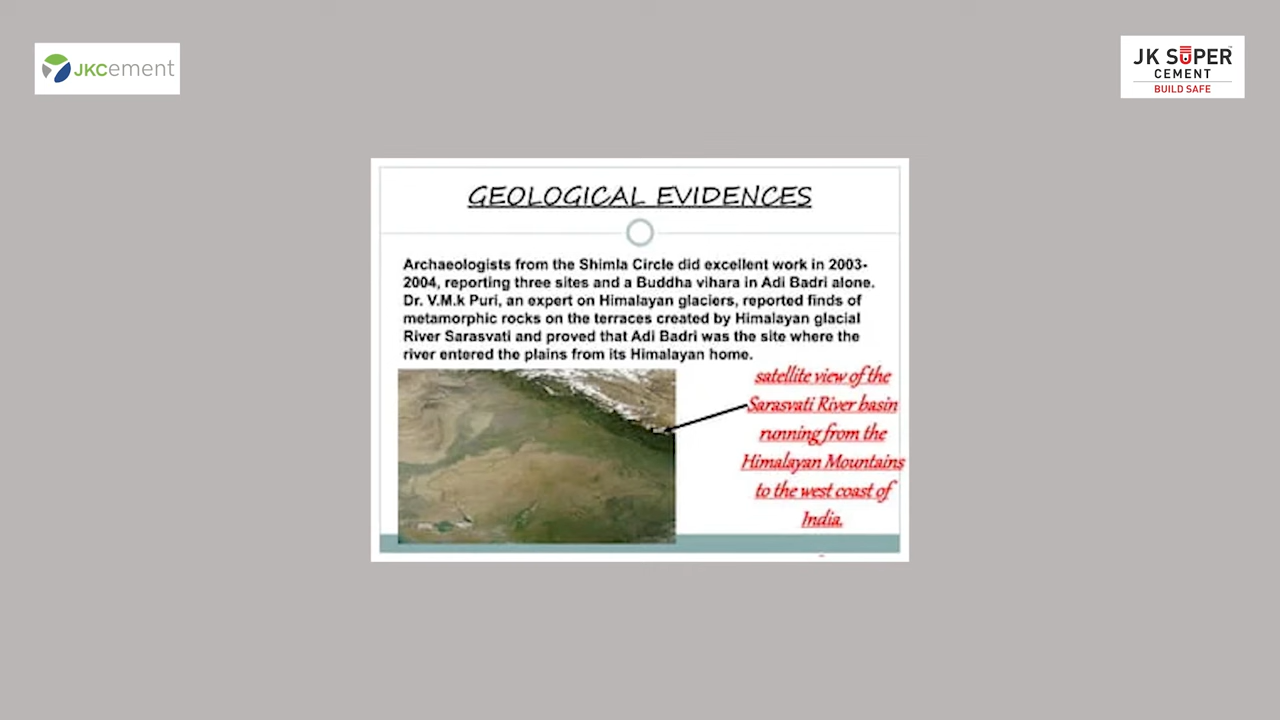 JKCement
JK SUPER
CEMENT
BUILD SAFE
GEOLOGICAL EVIDENCES
Archaeologists from the Shimla Circle did excellent work in 2003-
2004, reporting three sites and a Buddha vihara in Adi Badri alone.
Dr. V.M.k Puri, an expert on Himalayan glaciers, reported finds of
metamorphic rocks on the terraces created by Himalayan glacial
River Sarasvati and proved that Adi Badri was the site where the
river entered the plains from its Himalayan home.
satellite view of the
Sarasvati River basin
running from the
Himalayan Mountains
to the west coast of
India.